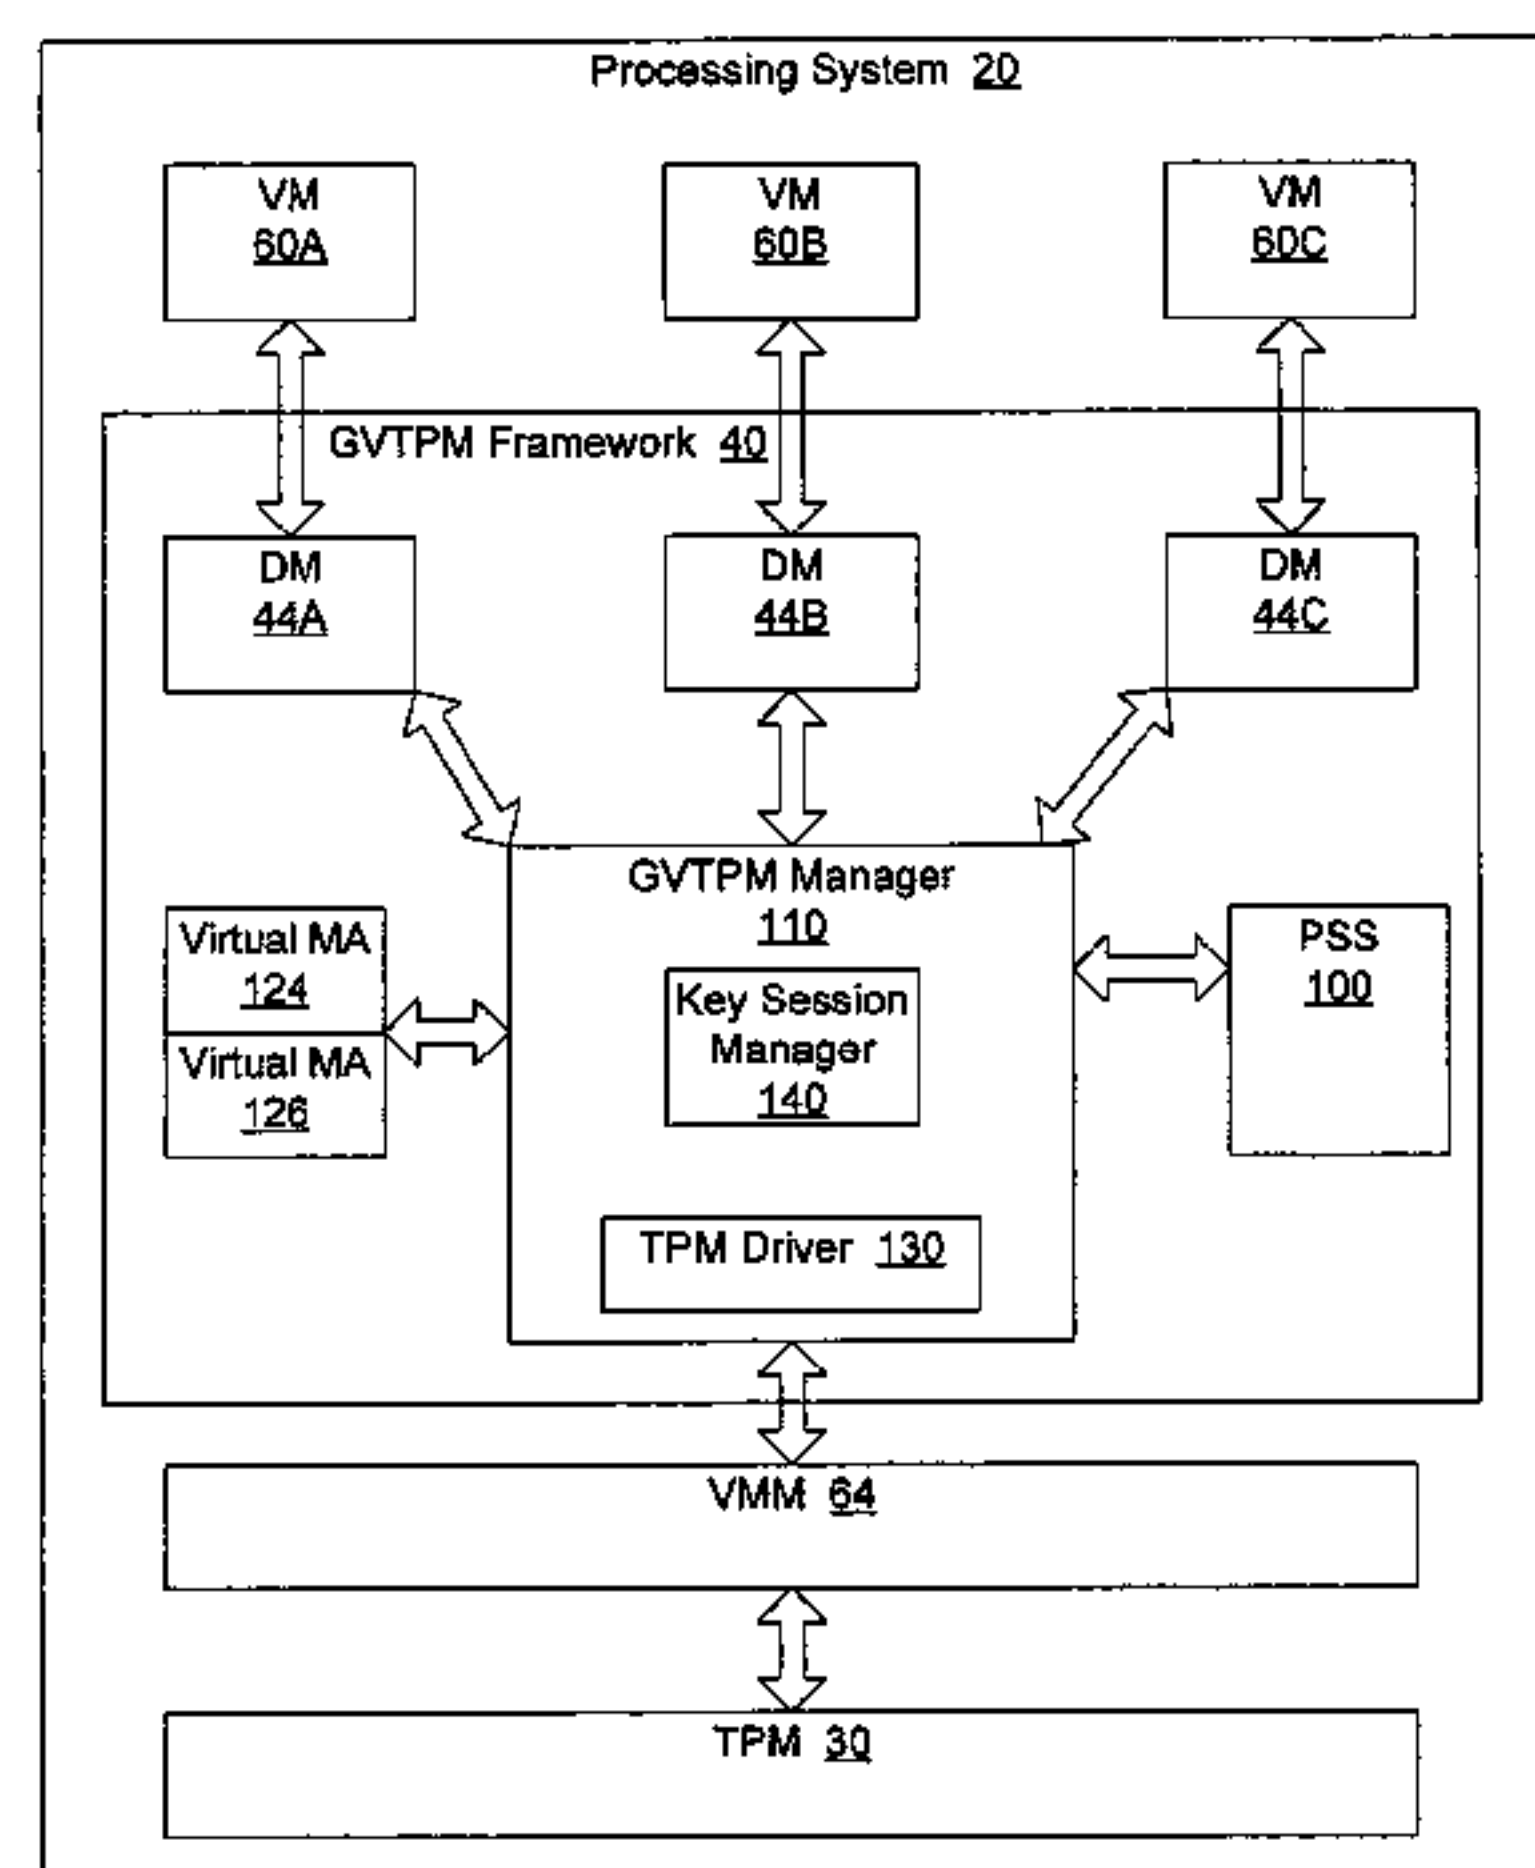 Processing System 20
VM
60A
VM
60B
VM
60C
GVTPM Framework 40
DM
44A
DM
44B
DM
44C
GVTPM Manager
110
Virtual MA
124
Virtual MA
126
Key Session
Manager
140
PSS
100
TPM Driver 130
VMM 64
TPM 30